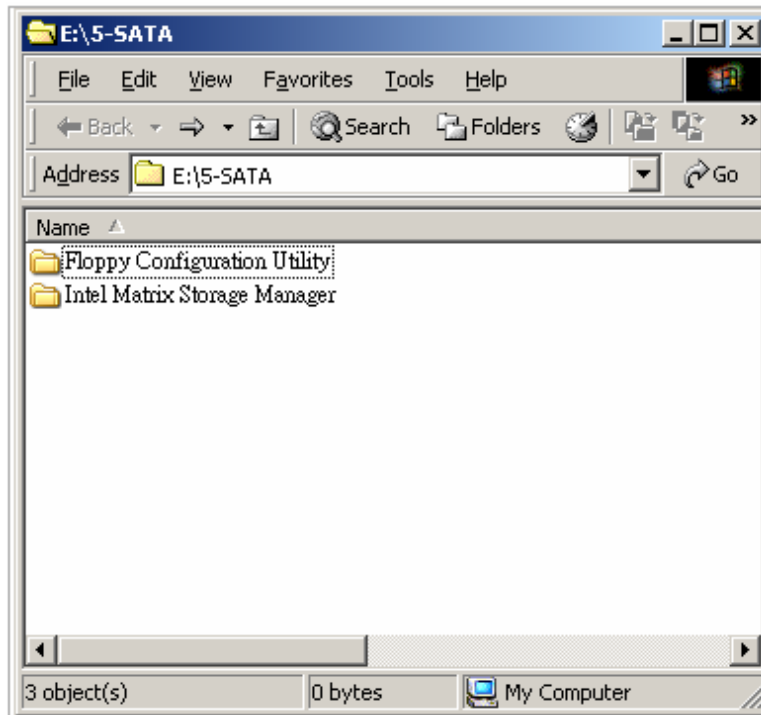 E:\5-SATA
File Edit View Favorites Tools Help
Back Search Folders »
Address E:\5-SATA Go
Name
Floppy Configuration Utility
Intel Matrix Storage Manager
3 object(s) 0 bytes My Computer